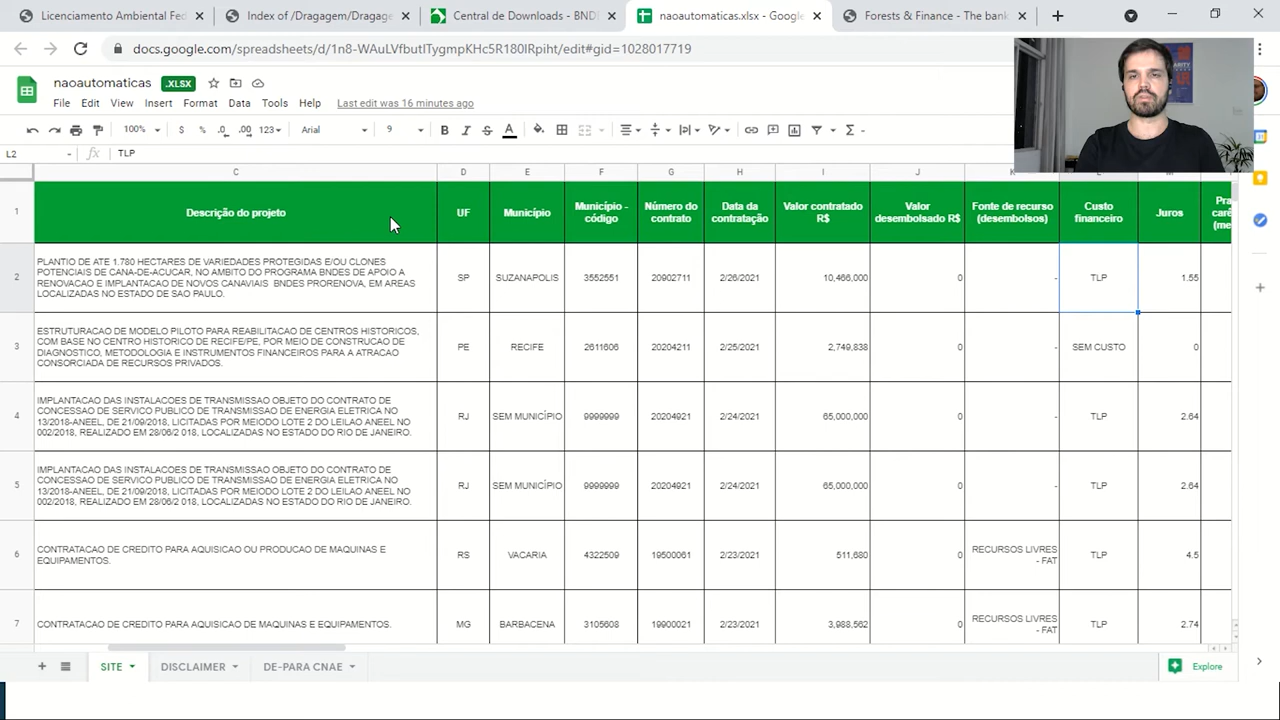 Licenciamento Ambiental Fed
Index of /Dragagem/Dragage
Central de Downloads - BNDE
naoautomaticas.xlsx - Google
Forests & Finance - The bank
docs.google.com/spreadsheets/d/1n8-WAuLVfbutITygmpKHc5R180lRpiht/edit#gid=1028017719
naoautomaticas .XLSX
File Edit View Insert Format Data Tools Help Last edit was 16 minutes ago
100% $ % .0 .00 123 Arial 9 B I S A
L2 fx TLP
C D E F G H I J K L M
1 Descrição do projeto UF Município Município - código Número do contrato Data da contratação Valor contratado R$ Valor desembolsado R$ Fonte de recurso (desembolsos) Custo financeiro Juros
2
PLANTIO DE ATE 1.780 HECTARES DE VARIEDADES PROTEGIDAS E/OU CLONES
POTENCIAIS DE CANA-DE-ACUCAR, NO AMBITO DO PROGRAMA BNDES DE APOIO A
RENOVACAO E IMPLANTACAO DE NOVOS CANAVIAIS BNDES PRORENOVA, EM AREAS
LOCALIZADAS NO ESTADO DE SAO PAULO.
SP SUZANAPOLIS 3552551 20902711 2/26/2021 10,466,000 0 - TLP 1.55
3
ESTRUTURACAO DE MODELO PILOTO PARA REABILITACAO DE CENTROS HISTORICOS,
COM BASE NO CENTRO HISTORICO DE RECIFE/PE, POR MEIO DE CONSTRUCAO DE
DIAGNOSTICO, METODOLOGIA E INSTRUMENTOS FINANCEIROS PARA A ATRACAO
CONSORCIADA DE RECURSOS PRIVADOS.
PE RECIFE 2611606 20204211 2/25/2021 2,749,838 0 - SEM CUSTO 0
4
IMPLANTACAO DAS INSTALACOES DE TRANSMISSAO OBJETO DO CONTRATO DE
CONCESSAO DE SERVICO PUBLICO DE TRANSMISSAO DE ENERGIA ELETRICA NO
13/2018-ANEEL, DE 21/09/2018, LICITADAS POR MEIODO LOTE 2 DO LEILAO ANEEL NO
002/2018, REALIZADO EM 28/06/2 018, LOCALIZADAS NO ESTADO DO RIO DE JANEIRO.
RJ SEM MUNICÍPIO 9999999 20204921 2/24/2021 65,000,000 0 - TLP 2.64
5
IMPLANTACAO DAS INSTALACOES DE TRANSMISSAO OBJETO DO CONTRATO DE
CONCESSAO DE SERVICO PUBLICO DE TRANSMISSAO DE ENERGIA ELETRICA NO
13/2018-ANEEL, DE 21/09/2018, LICITADAS POR MEIODO LOTE 2 DO LEILAO ANEEL NO
002/2018, REALIZADO EM 28/06/2 018, LOCALIZADAS NO ESTADO DO RIO DE JANEIRO.
RJ SEM MUNICÍPIO 9999999 20204921 2/24/2021 65,000,000 0 - TLP 2.64
6
CONTRATACAO DE CREDITO PARA AQUISICAO OU PRODUCAO DE MAQUINAS E
EQUIPAMENTOS.
RS VACARIA 4322509 19500061 2/23/2021 511,680 0 RECURSOS LIVRES - FAT TLP 4.5
7
CONTRATACAO DE CREDITO PARA AQUISICAO DE MAQUINAS E EQUIPAMENTOS.
MG BARBACENA 3105608 19900021 2/23/2021 3,988,562 0 RECURSOS LIVRES - FAT TLP 2.74
SITE DISCLAIMER DE-PARA CNAE Explore